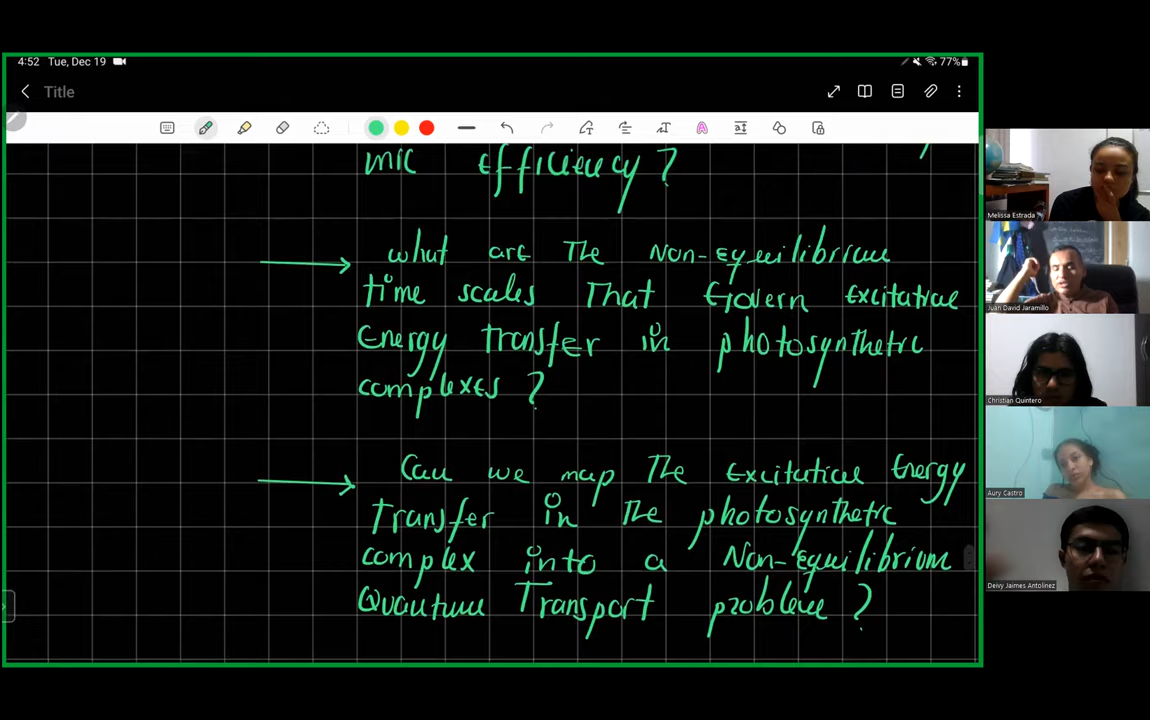 4:52 Tue, Dec 19
77%
Title
mic efficiency?
what are The Non-equilibrium
time scales That Govern Excitation
Energy transfer in photosynthetic
complexes?
Can we map The Excitation Energy
Transfer in The photosynthetic
complex into a Non-equilibrium
Quantum Transport problem?
Melissa Estrada
Juan David Jaramillo
Christian Quintero
Aury Castro
Deivy Jaimes Antolinez